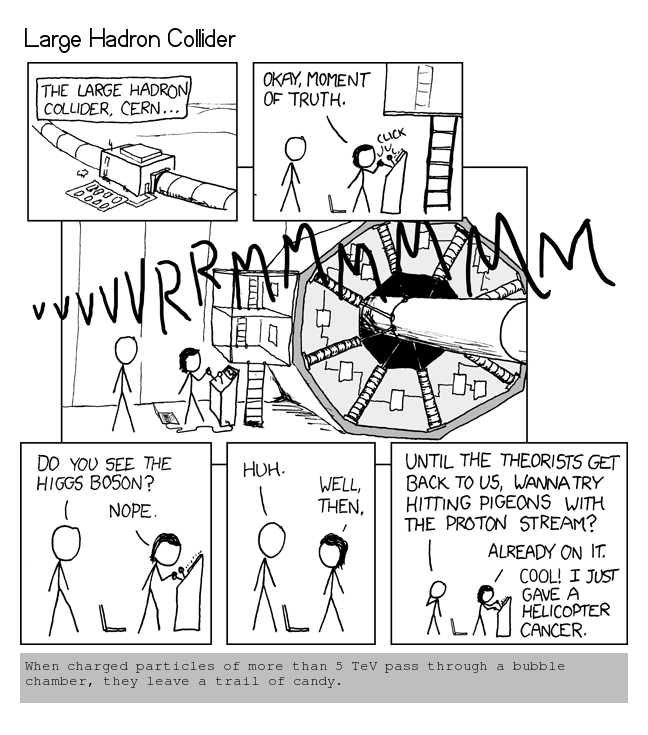 Large Hadron Collider
THE LARGE HADRON
COLLIDER, CERN...
OKAY, MOMENT
OF TRUTH.
CLICK
VVVVVVRRMMMMMMM
DO YOU SEE THE
HIGGS BOSON?
NOPE.
HUH.
WELL,
THEN,
UNTIL THE THEORISTS GET
BACK TO US, WANNA TRY
HITTING PIGEONS WITH
THE PROTON STREAM?
ALREADY ON IT.
COOL! I JUST
GAVE A
HELICOPTER
CANCER.
When charged particles of more than 5 TeV pass through a bubble
chamber, they leave a trail of candy.